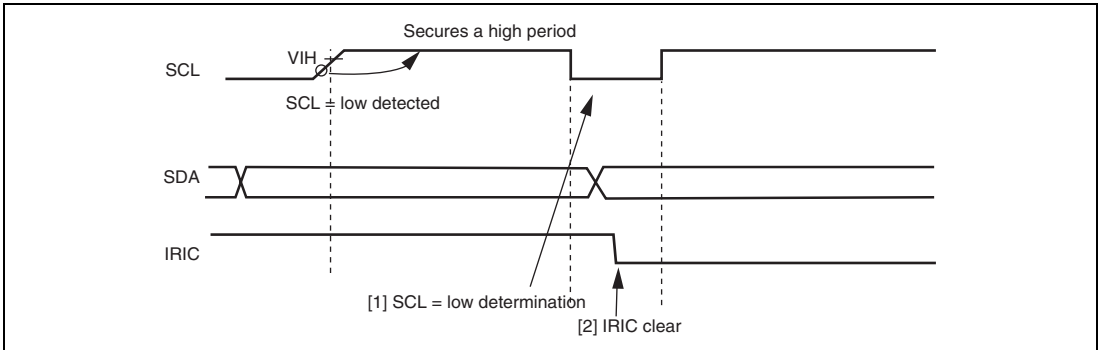 Secures a high period
VIH
SCL
SCL = low detected
SDA
IRIC
[1] SCL = low determination
[2] IRIC clear